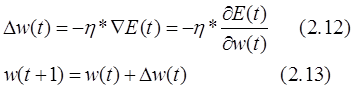 Δw(t) = −η * ∇E(t) = −η * ∂E(t)/∂w(t) (2.12)
w(t+1) = w(t) + Δw(t) (2.13)